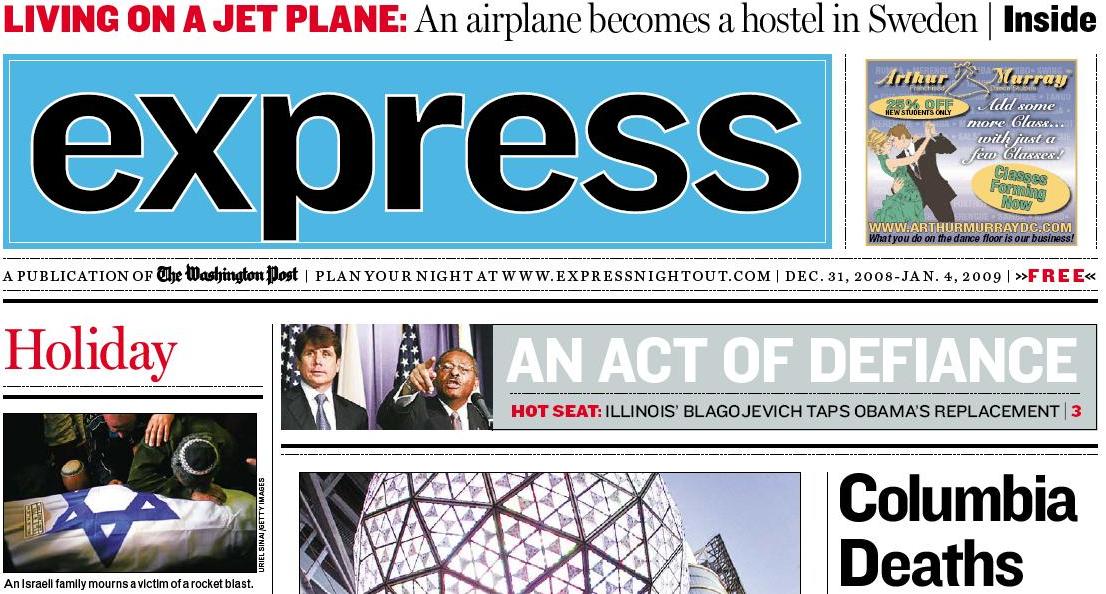 LIVING ON A JET PLANE: An airplane becomes a hostel in Sweden | Inside
express
Arthur Murray
Franchised Dance Studios
25% OFF
NEW STUDENTS ONLY
Add some
more Class...
with just a
few Classes!
Classes
Forming
Now
WWW.ARTHURMURRAYDC.COM
What you do on the dance floor is our business!
A PUBLICATION OF The Washington Post | PLAN YOUR NIGHT AT WWW.EXPRESSNIGHTOUT.COM | DEC. 31, 2008-JAN. 4, 2009 | »FREE«
Holiday
AN ACT OF DEFIANCE
HOT SEAT: ILLINOIS' BLAGOJEVICH TAPS OBAMA'S REPLACEMENT | 3
URIEL SINAI/GETTY IMAGES
An Israeli family mourns a victim of a rocket blast.
Columbia
Deaths